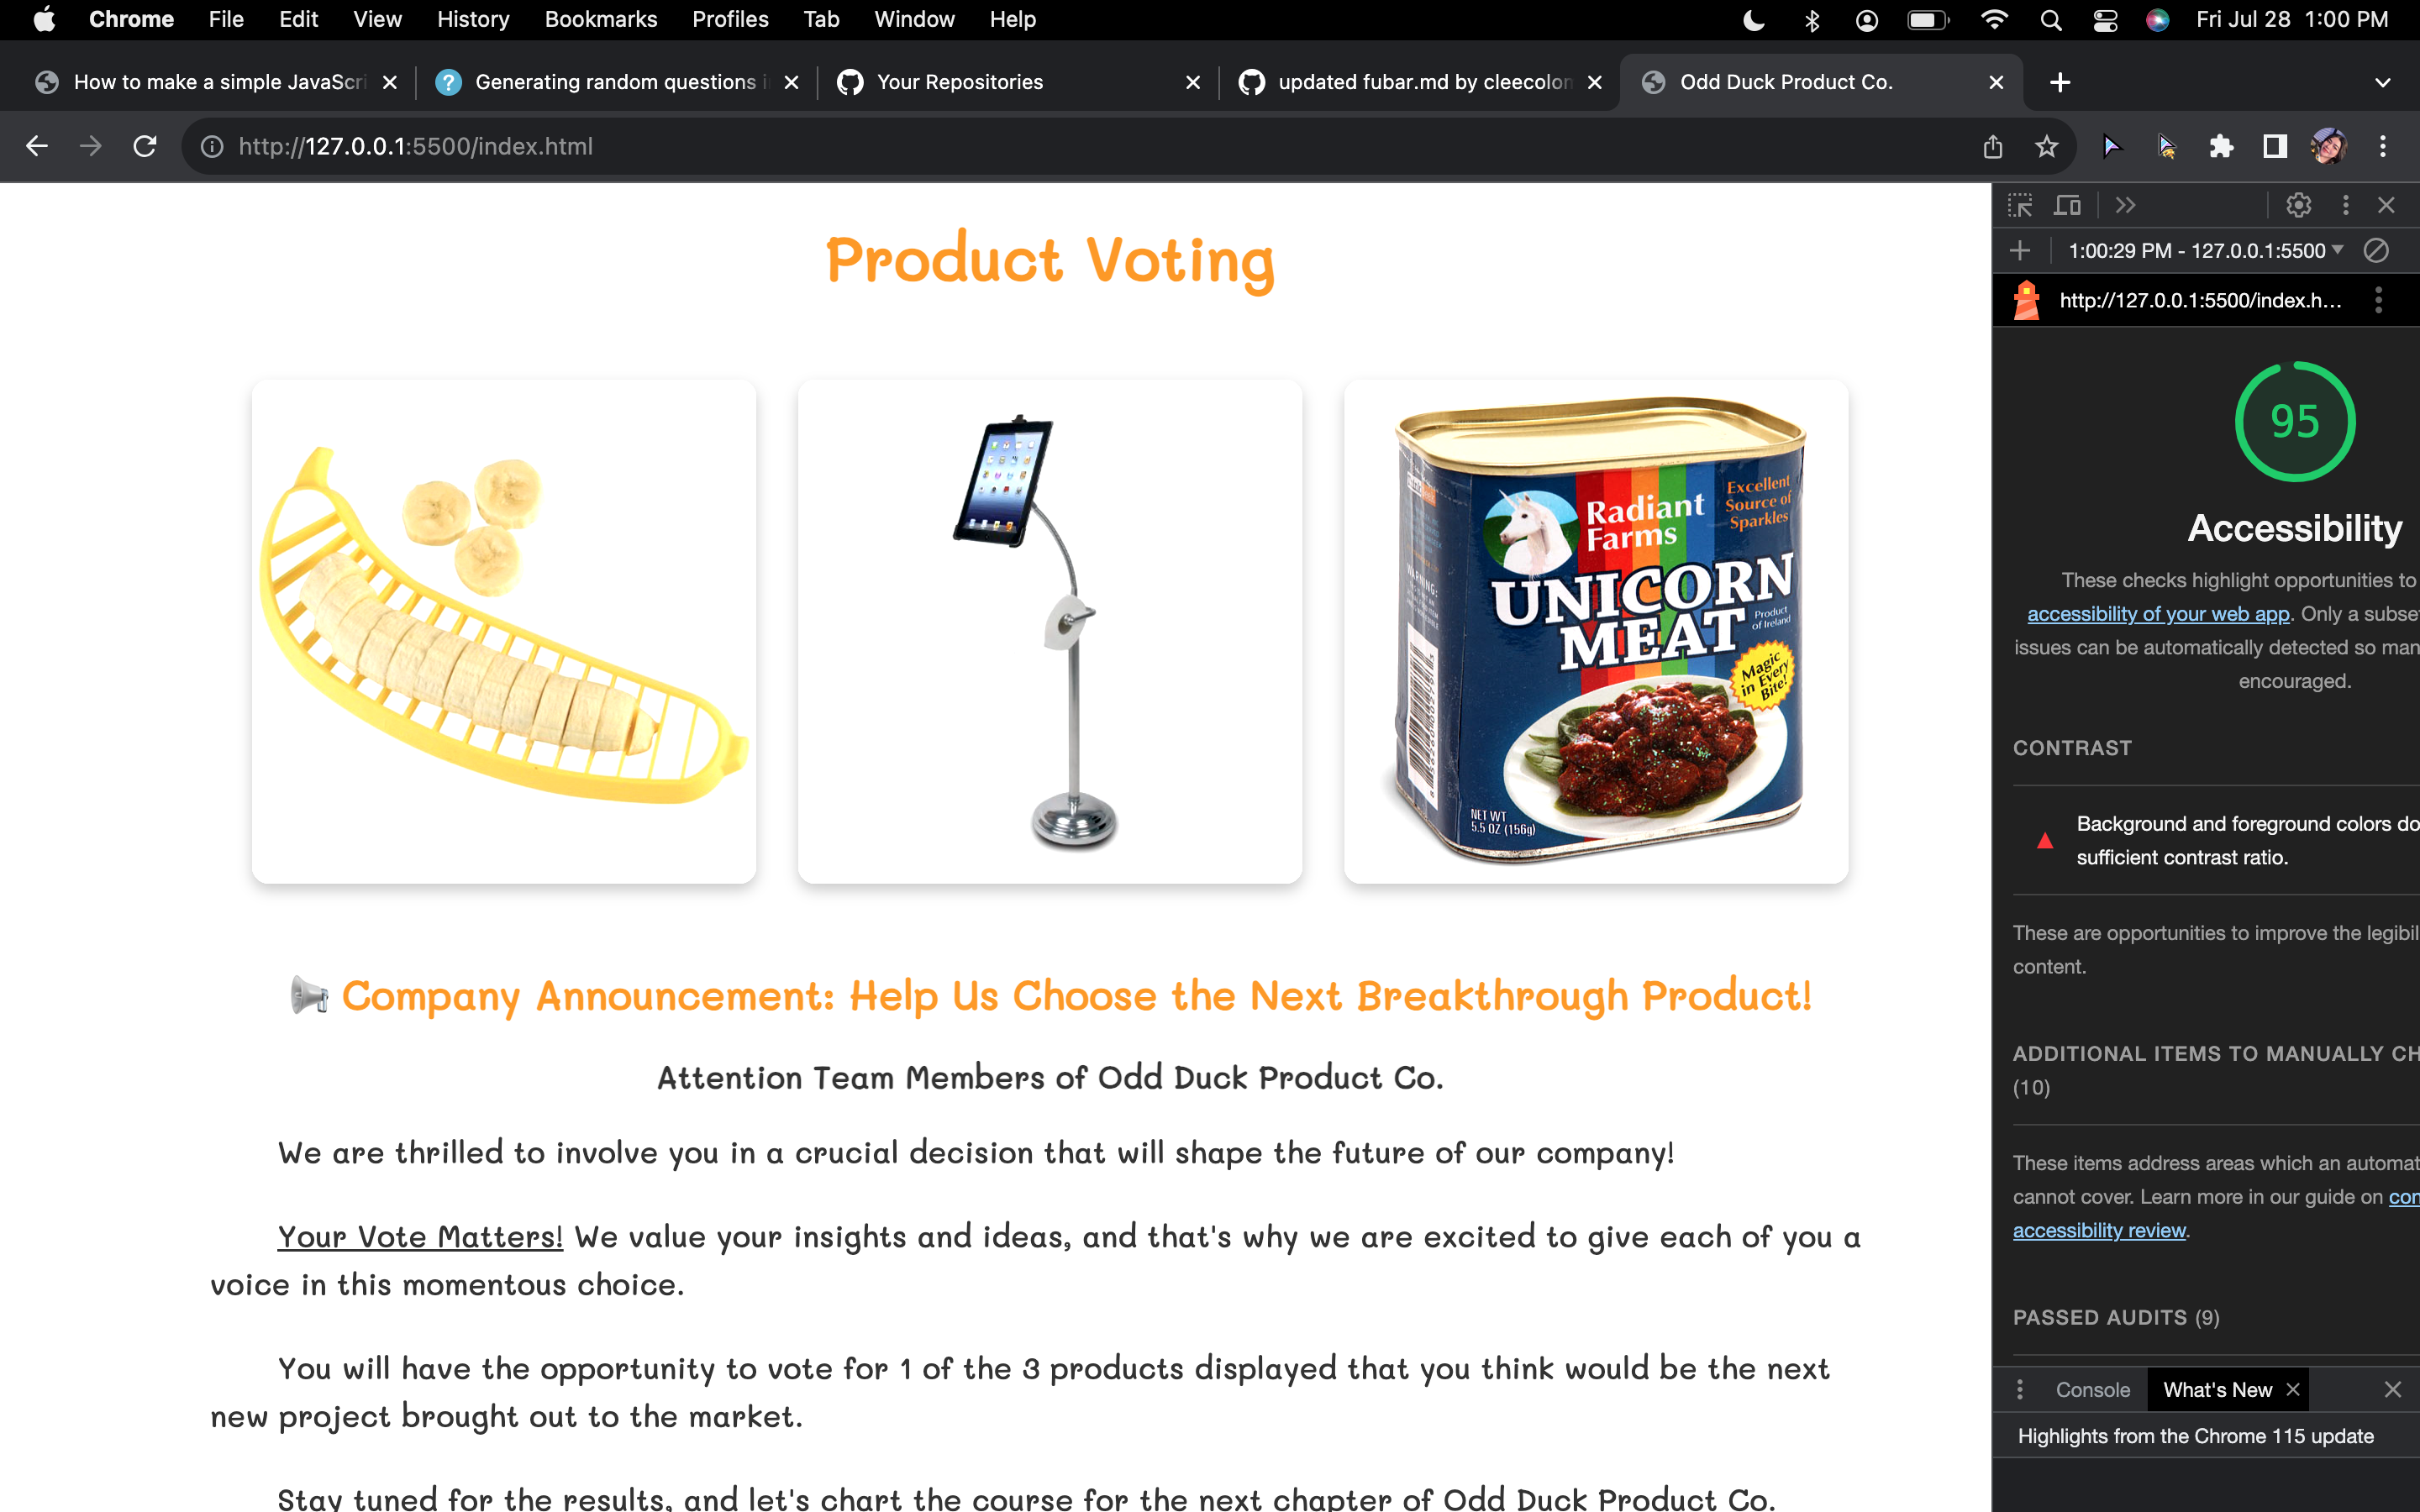 Chrome File Edit View History Bookmarks Profiles Tab Window Help Fri Jul 28 1:00 PM
How to make a simple JavaScri Generating random questions i Your Repositories updated fubar.md by cleecolon Odd Duck Product Co.
http://127.0.0.1:5500/index.html
Product Voting
Radiant
Farms
Excellent
Source of
Sparkles
UNICORN
MEAT
Product
of Ireland
Magic
in Every
Bite!
WARNING:
NET WT
5.5 OZ (156g)
Company Announcement: Help Us Choose the Next Breakthrough Product!
Attention Team Members of Odd Duck Product Co.
We are thrilled to involve you in a crucial decision that will shape the future of our company!
Your Vote Matters! We value your insights and ideas, and that's why we are excited to give each of you a
voice in this momentous choice.
You will have the opportunity to vote for 1 of the 3 products displayed that you think would be the next
new project brought out to the market.
Stay tuned for the results, and let's chart the course for the next chapter of Odd Duck Product Co.
1:00:29 PM - 127.0.0.1:5500
http://127.0.0.1:5500/index.h...
95
Accessibility
These checks highlight opportunities to
accessibility of your web app. Only a subse
issues can be automatically detected so man
encouraged.
CONTRAST
Background and foreground colors do
sufficient contrast ratio.
These are opportunities to improve the legibil
content.
ADDITIONAL ITEMS TO MANUALLY CH
(10)
These items address areas which an automat
cannot cover. Learn more in our guide on con
accessibility review.
PASSED AUDITS (9)
Console What's New
Highlights from the Chrome 115 update